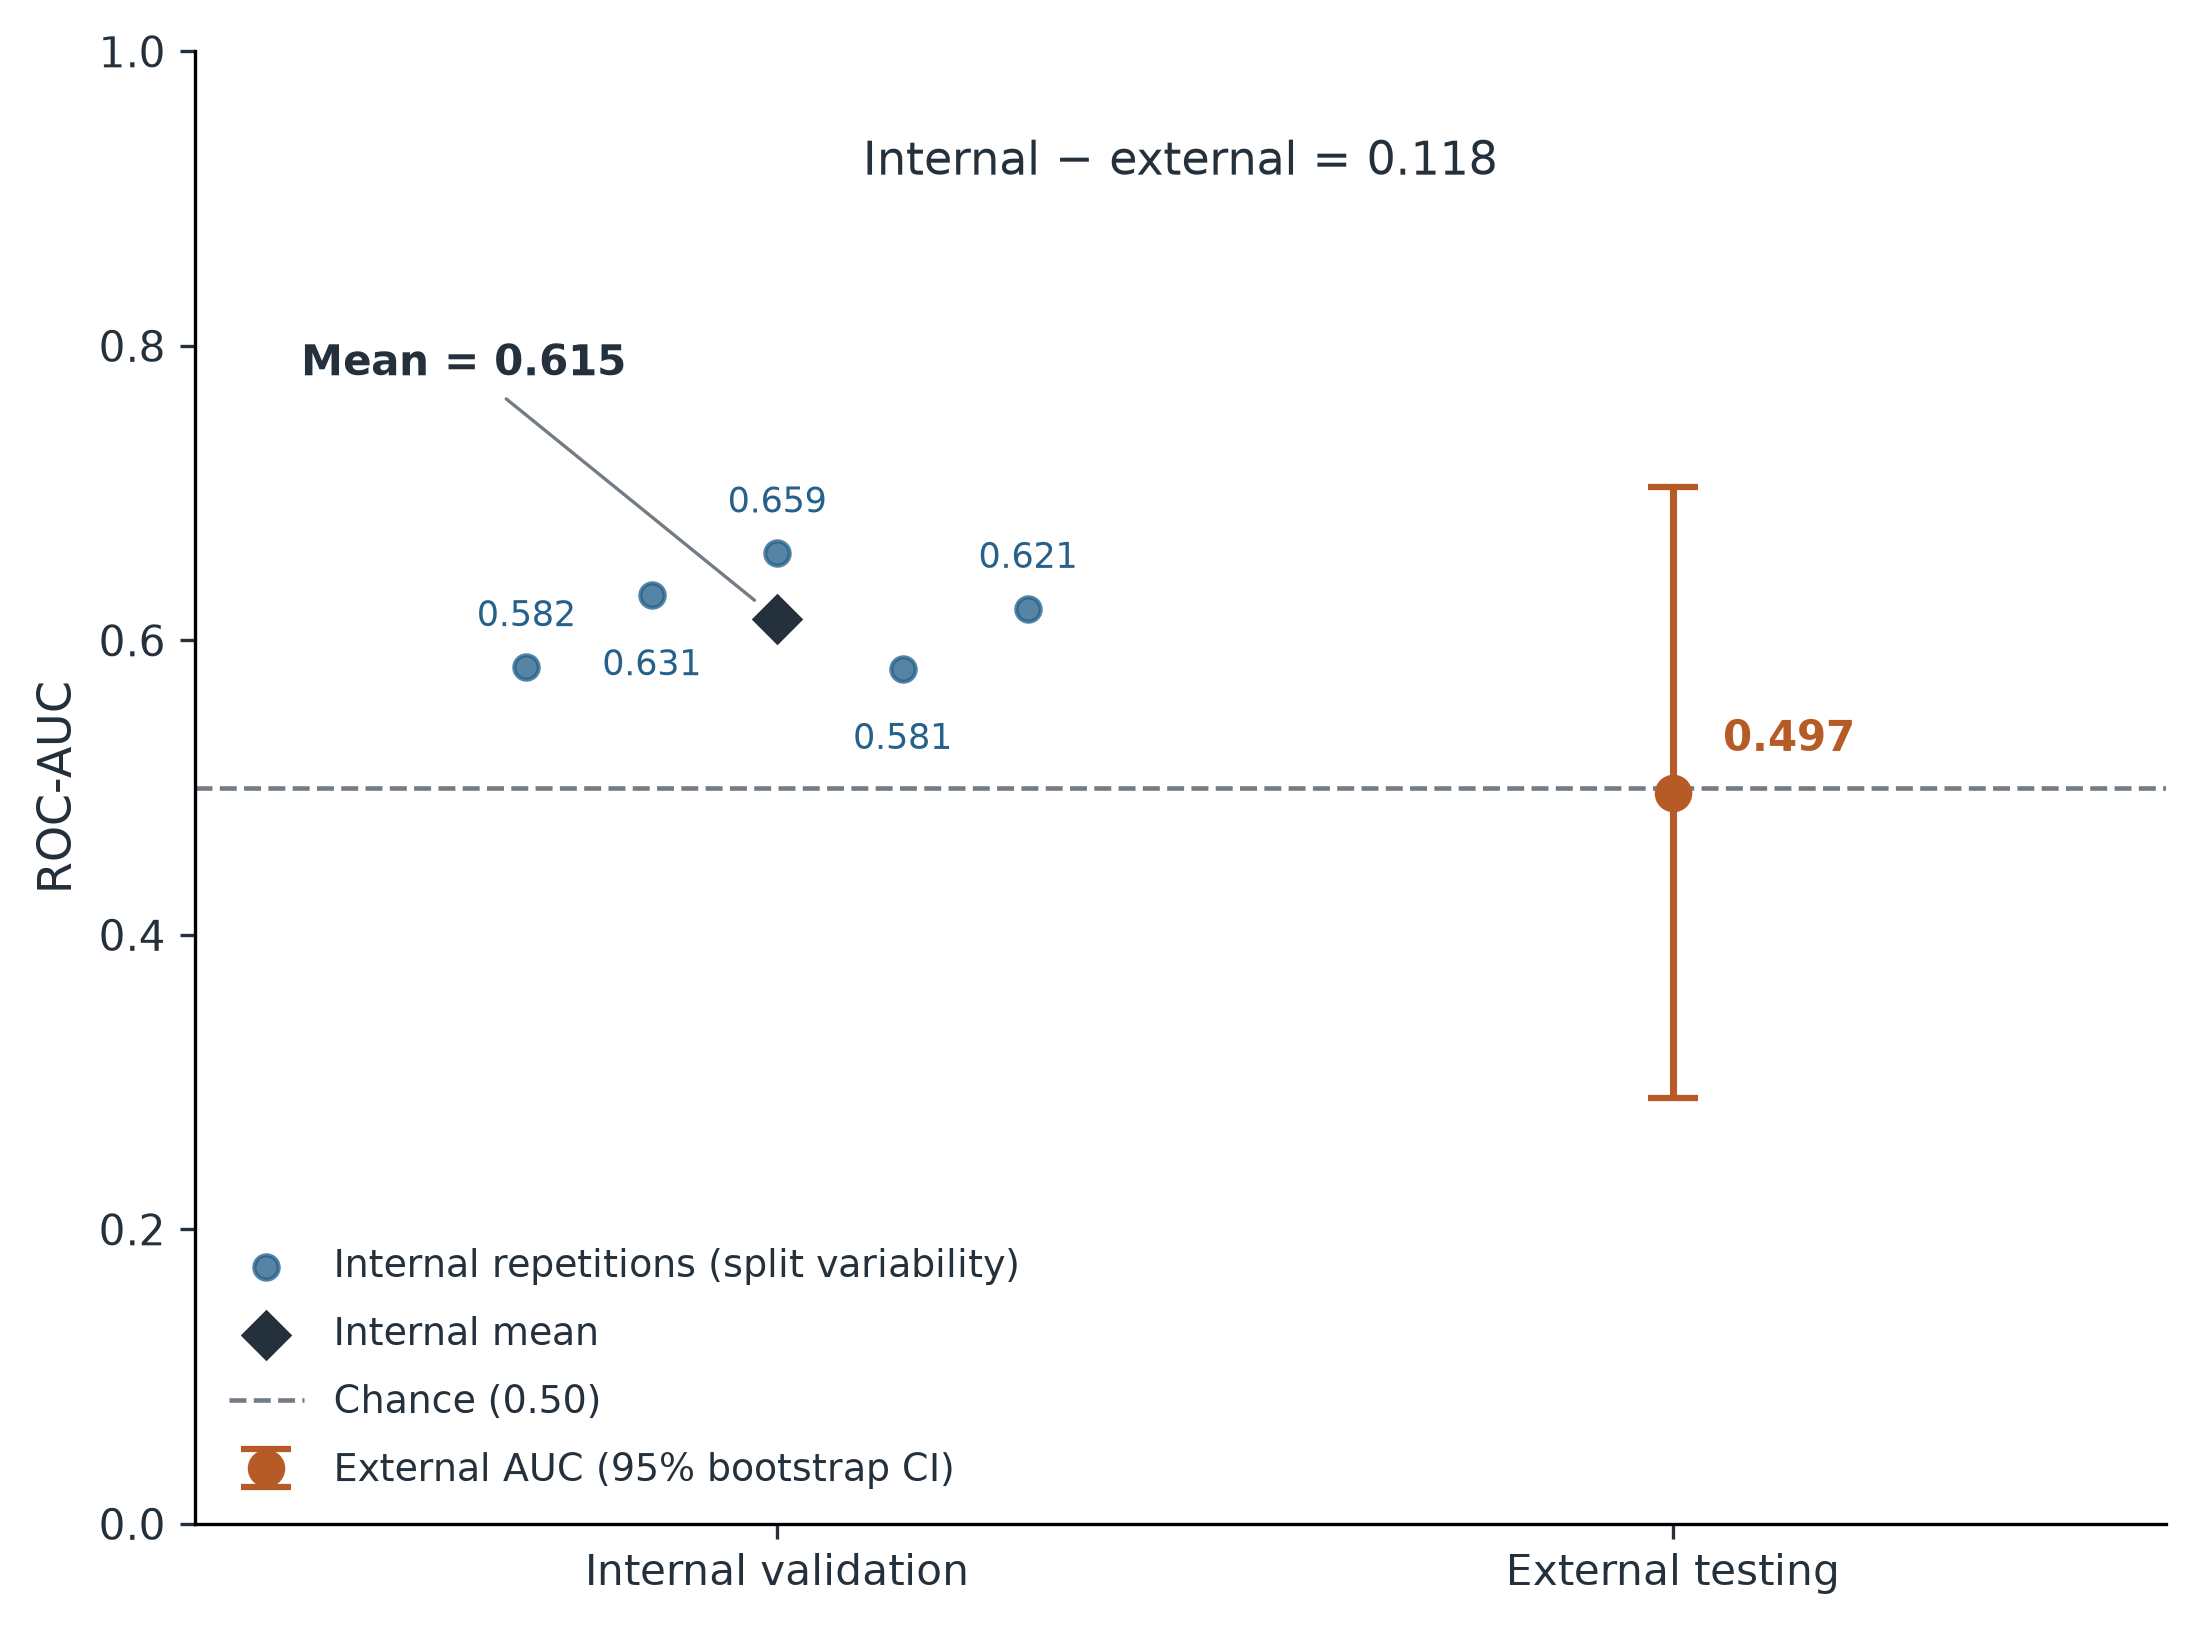 1.0
Internal − external = 0.118
0.8
Mean = 0.615
0.659
0.621
0.582
0.6
0.631
0.581
0.497
ROC-AUC
0.4
0.2
Internal repetitions (split variability)
Internal mean
Chance (0.50)
External AUC (95% bootstrap CI)
0.0
Internal validation
External testing